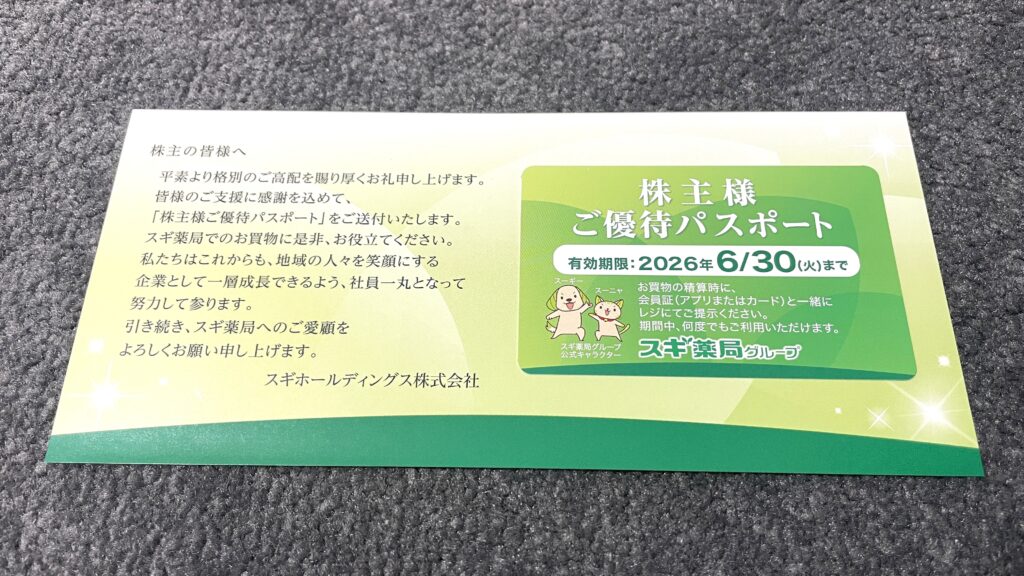 株主の皆様へ
平素より格別のご高配を賜り厚くお礼申し上げます。
皆様のご支援に感謝を込めて、
「株主様ご優待パスポート」をご送付いたします。
スギ薬局でのお買物に是非、お役立てください。
私たちはこれからも、地域の人々を笑顔にする
企業として一層成長できるよう、社員一丸となって
努力して参ります。
引き続き、スギ薬局へのご愛顧を
よろしくお願い申し上げます。
スギホールディングス株式会社
株主様
ご優待パスポート
有効期限：2026年 6/30(火)まで
スギー
スーニャ
お買物の精算時に、
会員証(アプリまたはカード)と一緒に
レジにてご提示ください。
期間中、何度でもご利用いただけます。
スギ薬局グループ
公式キャラクター
スギ薬局グループ